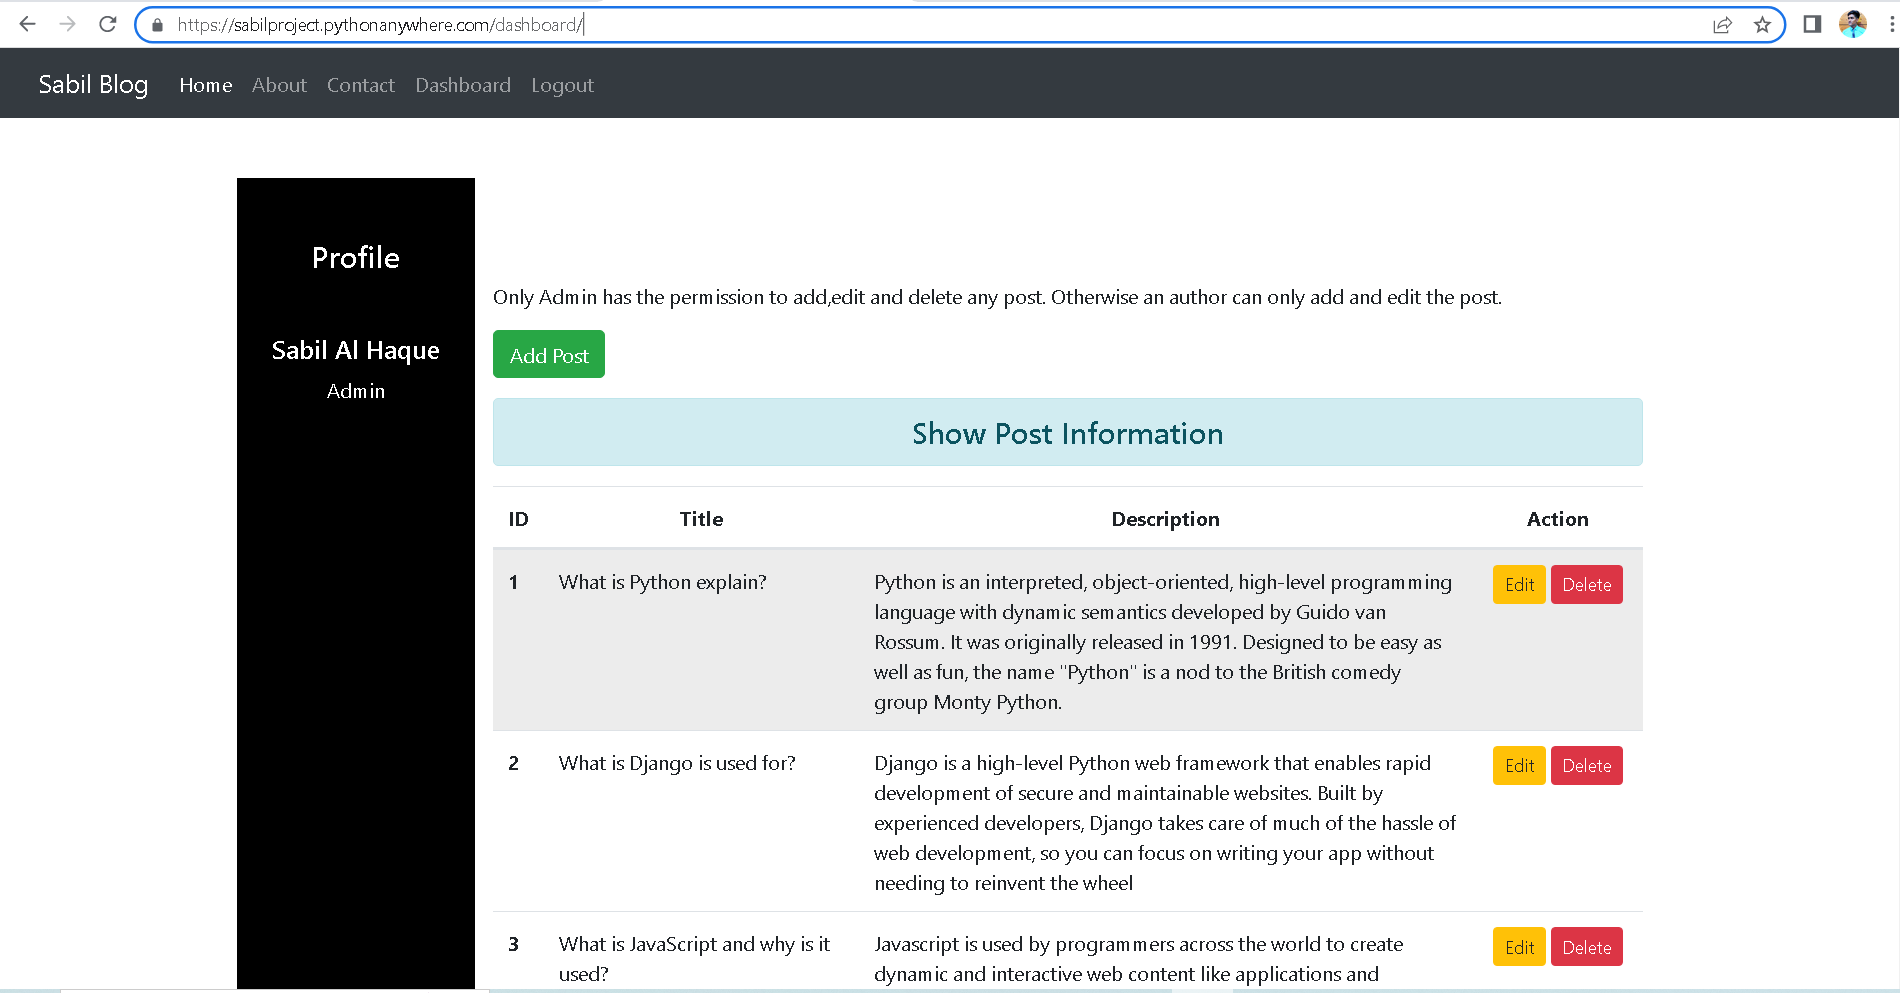 https://sabilproject.pythonanywhere.com/dashboard/
Sabil Blog Home About Contact Dashboard Logout
Profile
Sabil Al Haque
Admin
Only Admin has the permission to add,edit and delete any post. Otherwise an author can only add and edit the post.
Add Post
Show Post Information
ID Title Description Action
1 What is Python explain? Python is an interpreted, object-oriented, high-level programming Edit Delete
language with dynamic semantics developed by Guido van
Rossum. It was originally released in 1991. Designed to be easy as
well as fun, the name "Python" is a nod to the British comedy
group Monty Python.
2 What is Django is used for? Django is a high-level Python web framework that enables rapid Edit Delete
development of secure and maintainable websites. Built by
experienced developers, Django takes care of much of the hassle of
web development, so you can focus on writing your app without
needing to reinvent the wheel
3 What is JavaScript and why is it Javascript is used by programmers across the world to create Edit Delete
used? dynamic and interactive web content like applications and